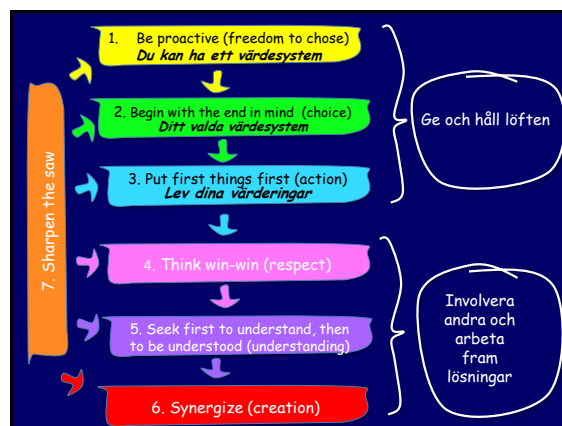 1. Be proactive (freedom to chose)
Du kan ha ett värdesystem
2. Begin with the end in mind (choice)
Ditt valda värdesystem
3. Put first things first (action)
Lev dina värderingar
Ge och håll löften
7. Sharpen the saw
4. Think win-win (respect)
5. Seek first to understand, then
to be understood (understanding)
6. Synergize (creation)
Involvera
andra och
arbeta
fram
lösningar